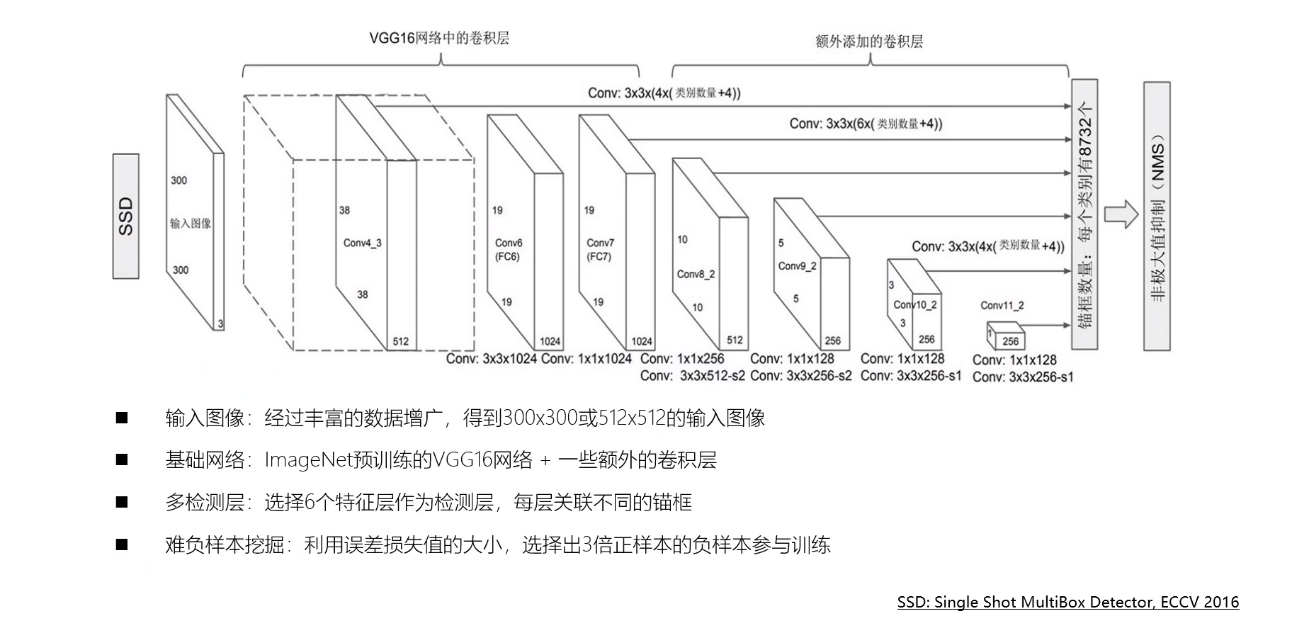 VGG16网络中的卷积层
额外添加的卷积层
Conv: 3x3x(4x( 类别数量+4))
Conv: 3x3x(6x( 类别数量+4))
Conv: 3x3x(4x( 类别数量+4))
SSD
300
输入图像
300
3
38
Conv4_3
38
512
19
Conv6
(FC6)
19
1024
19
Conv7
(FC7)
19
1024
10
Conv8_2
10
512
5
Conv9_2
5
256
3
Conv10_2
3
256
Conv11_2
1
256
锚框数量：每个类别有8732个
非极大值抑制（NMS）
Conv: 3x3x1024
Conv: 1x1x1024
Conv: 1x1x256
Conv: 3x3x512-s2
Conv: 1x1x128
Conv: 3x3x256-s2
Conv: 1x1x128
Conv: 3x3x256-s1
Conv: 1x1x128
Conv: 3x3x256-s1
■ 输入图像：经过丰富的数据增广，得到300x300或512x512的输入图像
■ 基础网络：ImageNet预训练的VGG16网络 + 一些额外的卷积层
■ 多检测层：选择6个特征层作为检测层，每层关联不同的锚框
■ 难负样本挖掘：利用误差损失值的大小，选择出3倍正样本的负样本参与训练
SSD: Single Shot MultiBox Detector, ECCV 2016